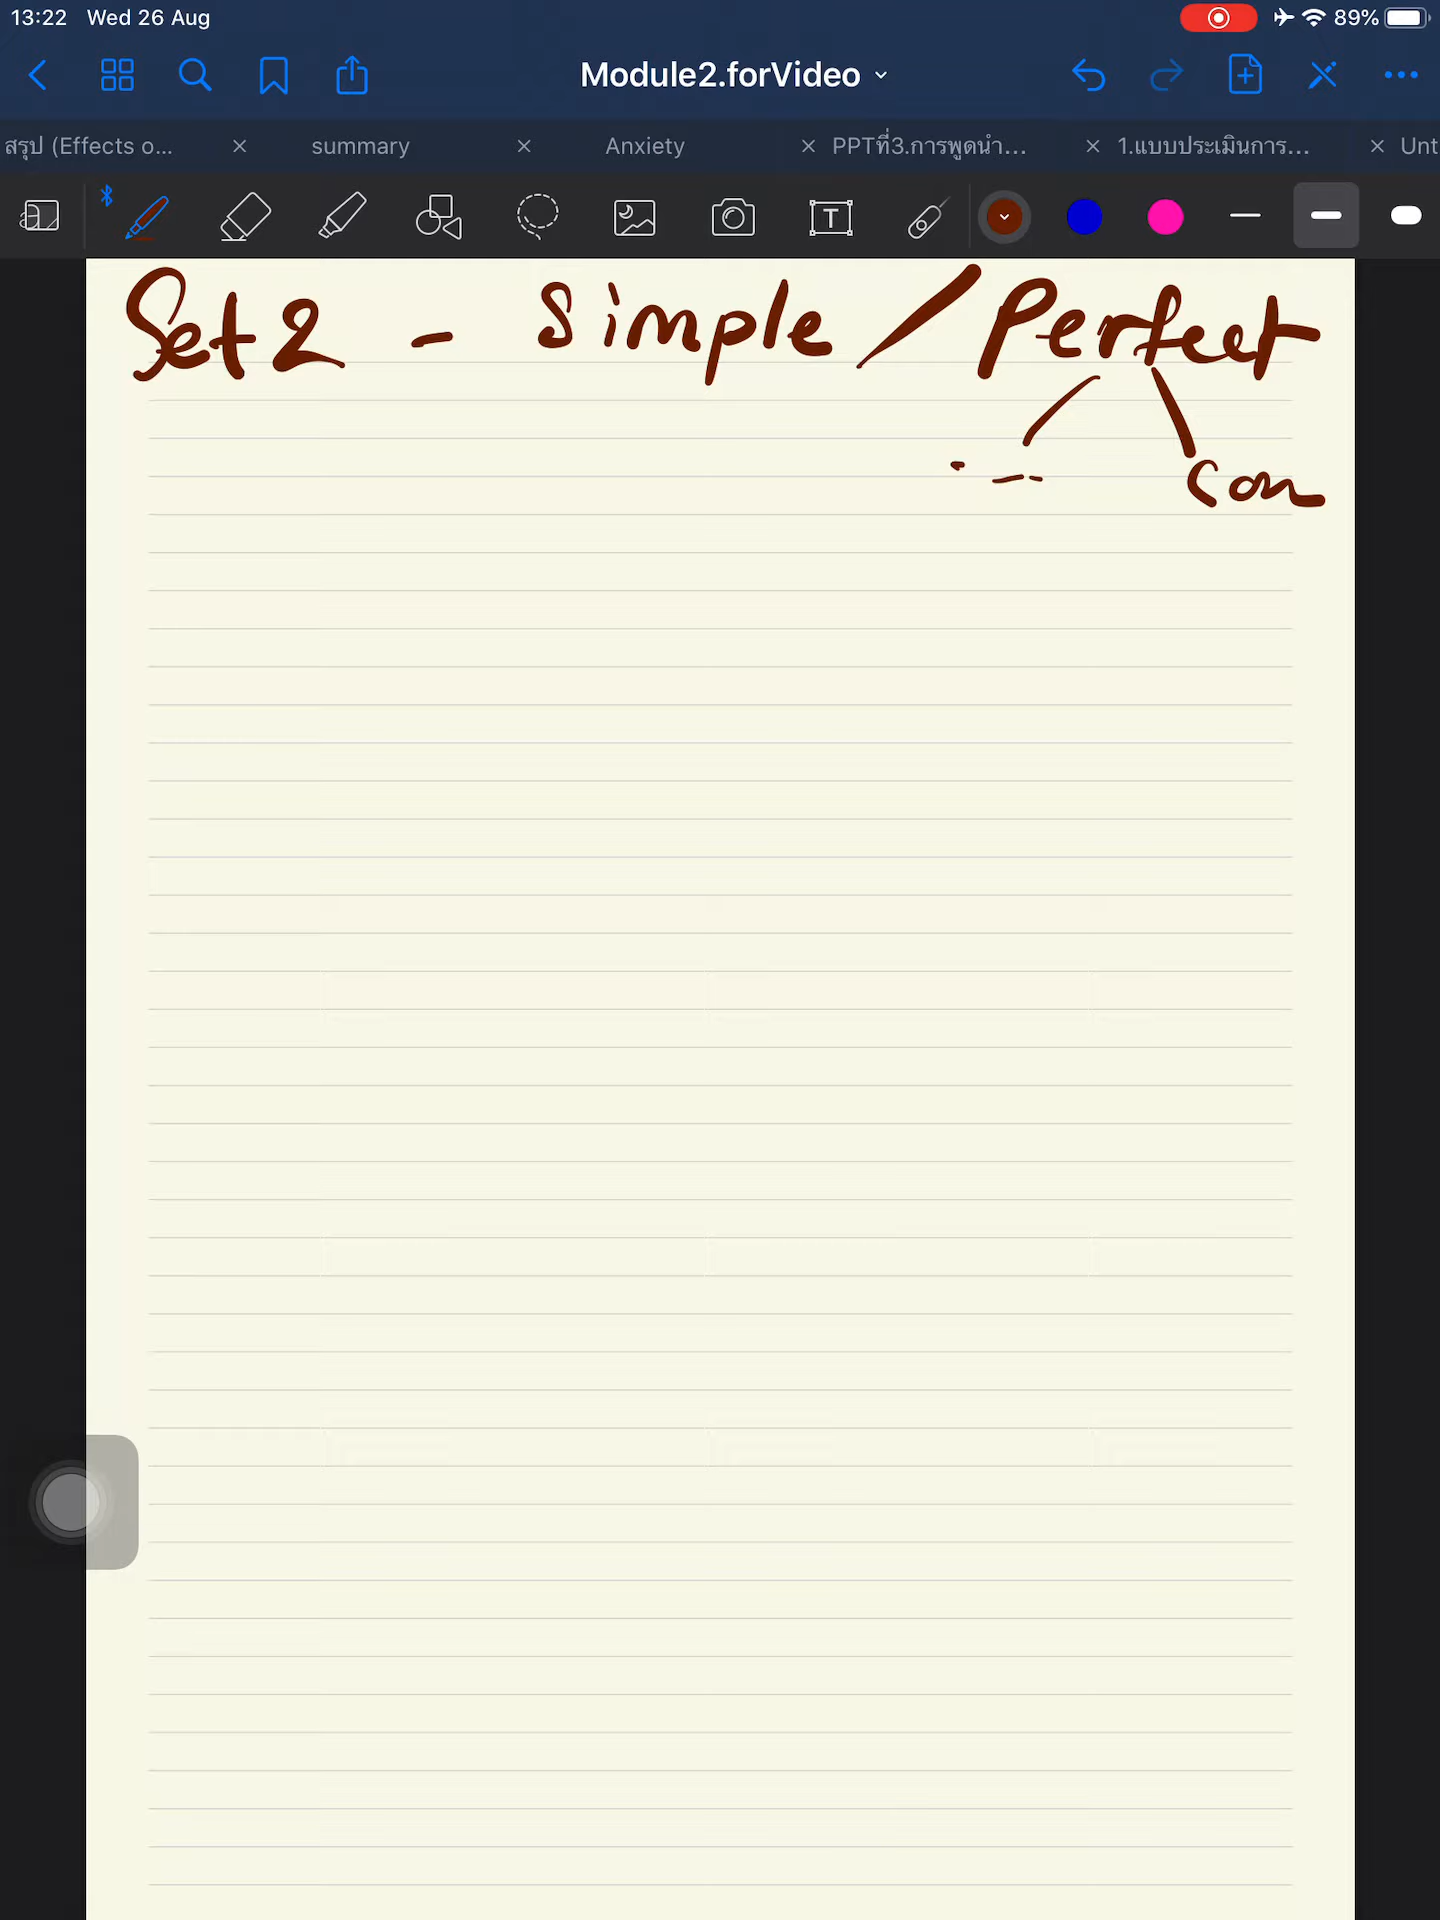 13:22 Wed 26 Aug 89%
Module2.forVideo
สรุป (Effects o... summary Anxiety PPTที่3.การพูดนำ... 1.แบบประเมินการ... Unt
Set 2 - Simple / Perfect
. -- Con